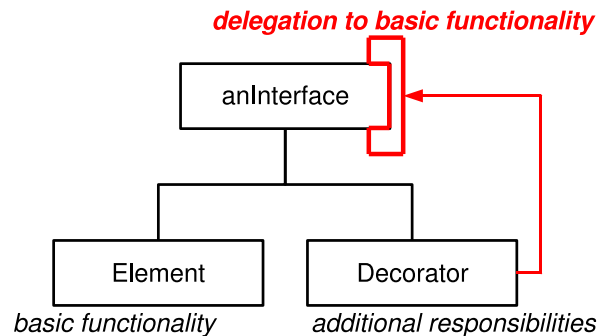 delegation to basic functionality
anInterface
Element
Decorator
basic functionality
additional responsibilities